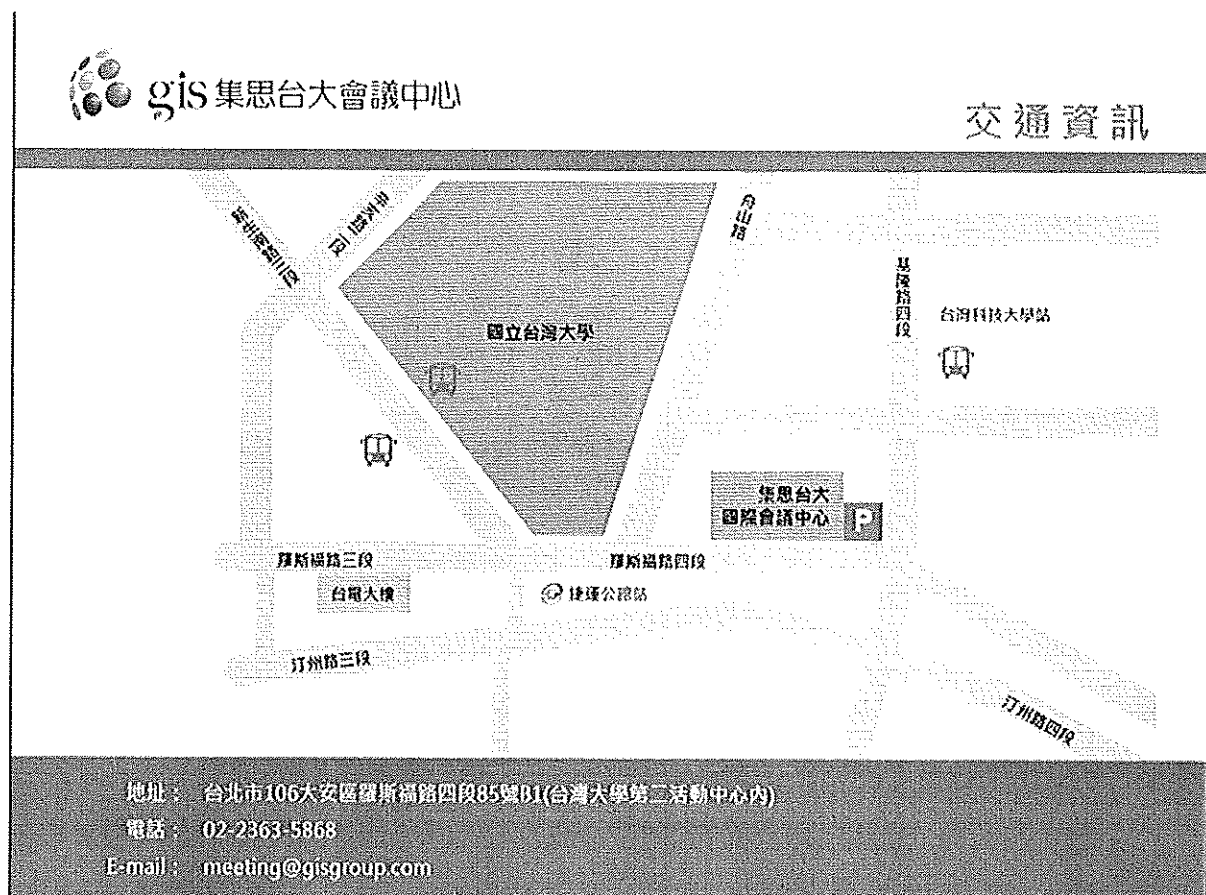 gis 集思台大會議中心
交通資訊
新生南路三段
辛亥路二段
舟山路
基隆路四段
國立台灣大學
台灣科技大學站
集思台大
國際會議中心
P
羅斯福路三段
羅斯福路四段
台電大樓
捷運公館站
汀州路三段
汀州路四段
地址： 台北市106大安區羅斯福路四段85號B1(台灣大學第二活動中心內)
電話： 02-2363-5868
E-mail： meeting@gisgroup.com